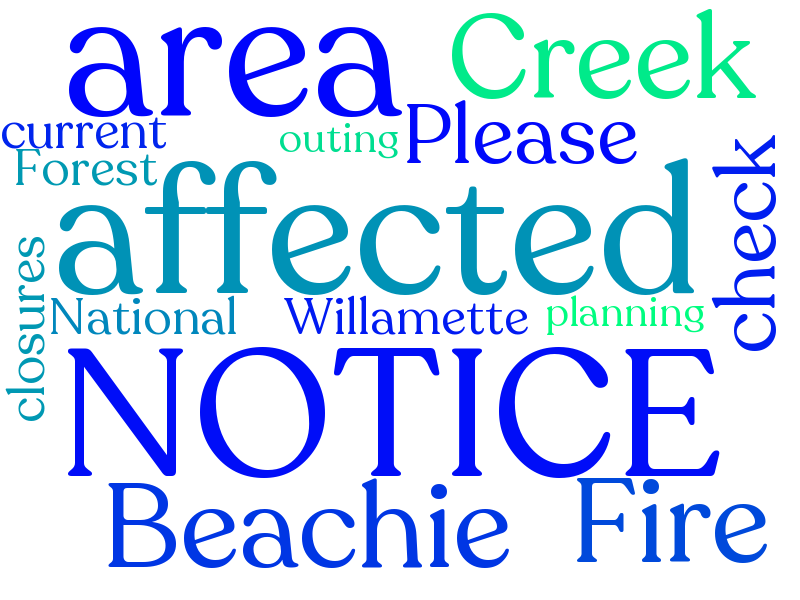 area
Creek
current
outing
Please
Forest
check
affected
closures
National
Willamette
planning
NOTICE
Beachie
Fire